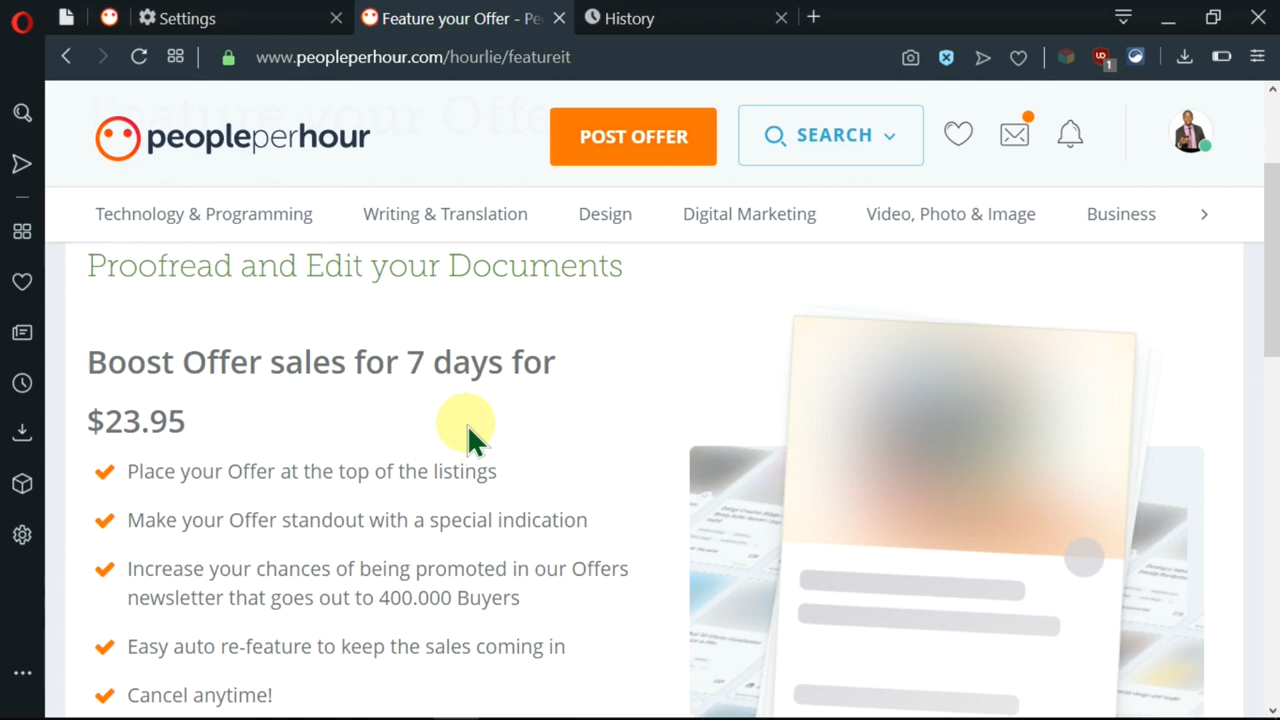 Settings
Feature your Offer - Pe
History
www.peopleperhour.com/hourlie/featureit
1
Feature your Offe
peopleperhour
POST OFFER
SEARCH
Technology & Programming
Writing & Translation
Design
Digital Marketing
Video, Photo & Image
Business
Proofread and Edit your Documents
Boost Offer sales for 7 days for
$23.95
Place your Offer at the top of the listings
Make your Offer standout with a special indication
Increase your chances of being promoted in our Offers
newsletter that goes out to 400.000 Buyers
Easy auto re-feature to keep the sales coming in
Cancel anytime!